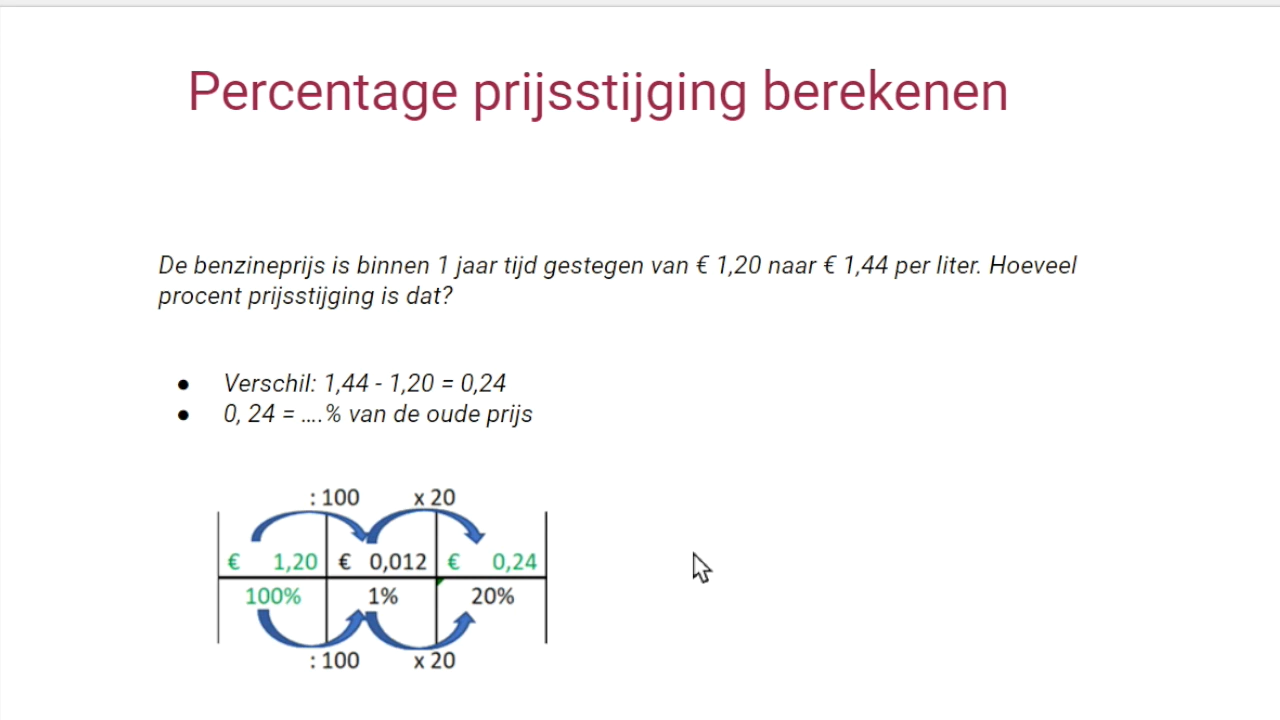 Percentage prijsstijging berekenen
De benzineprijs is binnen 1 jaar tijd gestegen van € 1,20 naar € 1,44 per liter. Hoeveel
procent prijsstijging is dat?
● Verschil: 1,44 - 1,20 = 0,24
● 0, 24 = ....% van de oude prijs
: 100 x 20
€ 1,20 € 0,012 € 0,24
100% 1% 20%
: 100 x 20